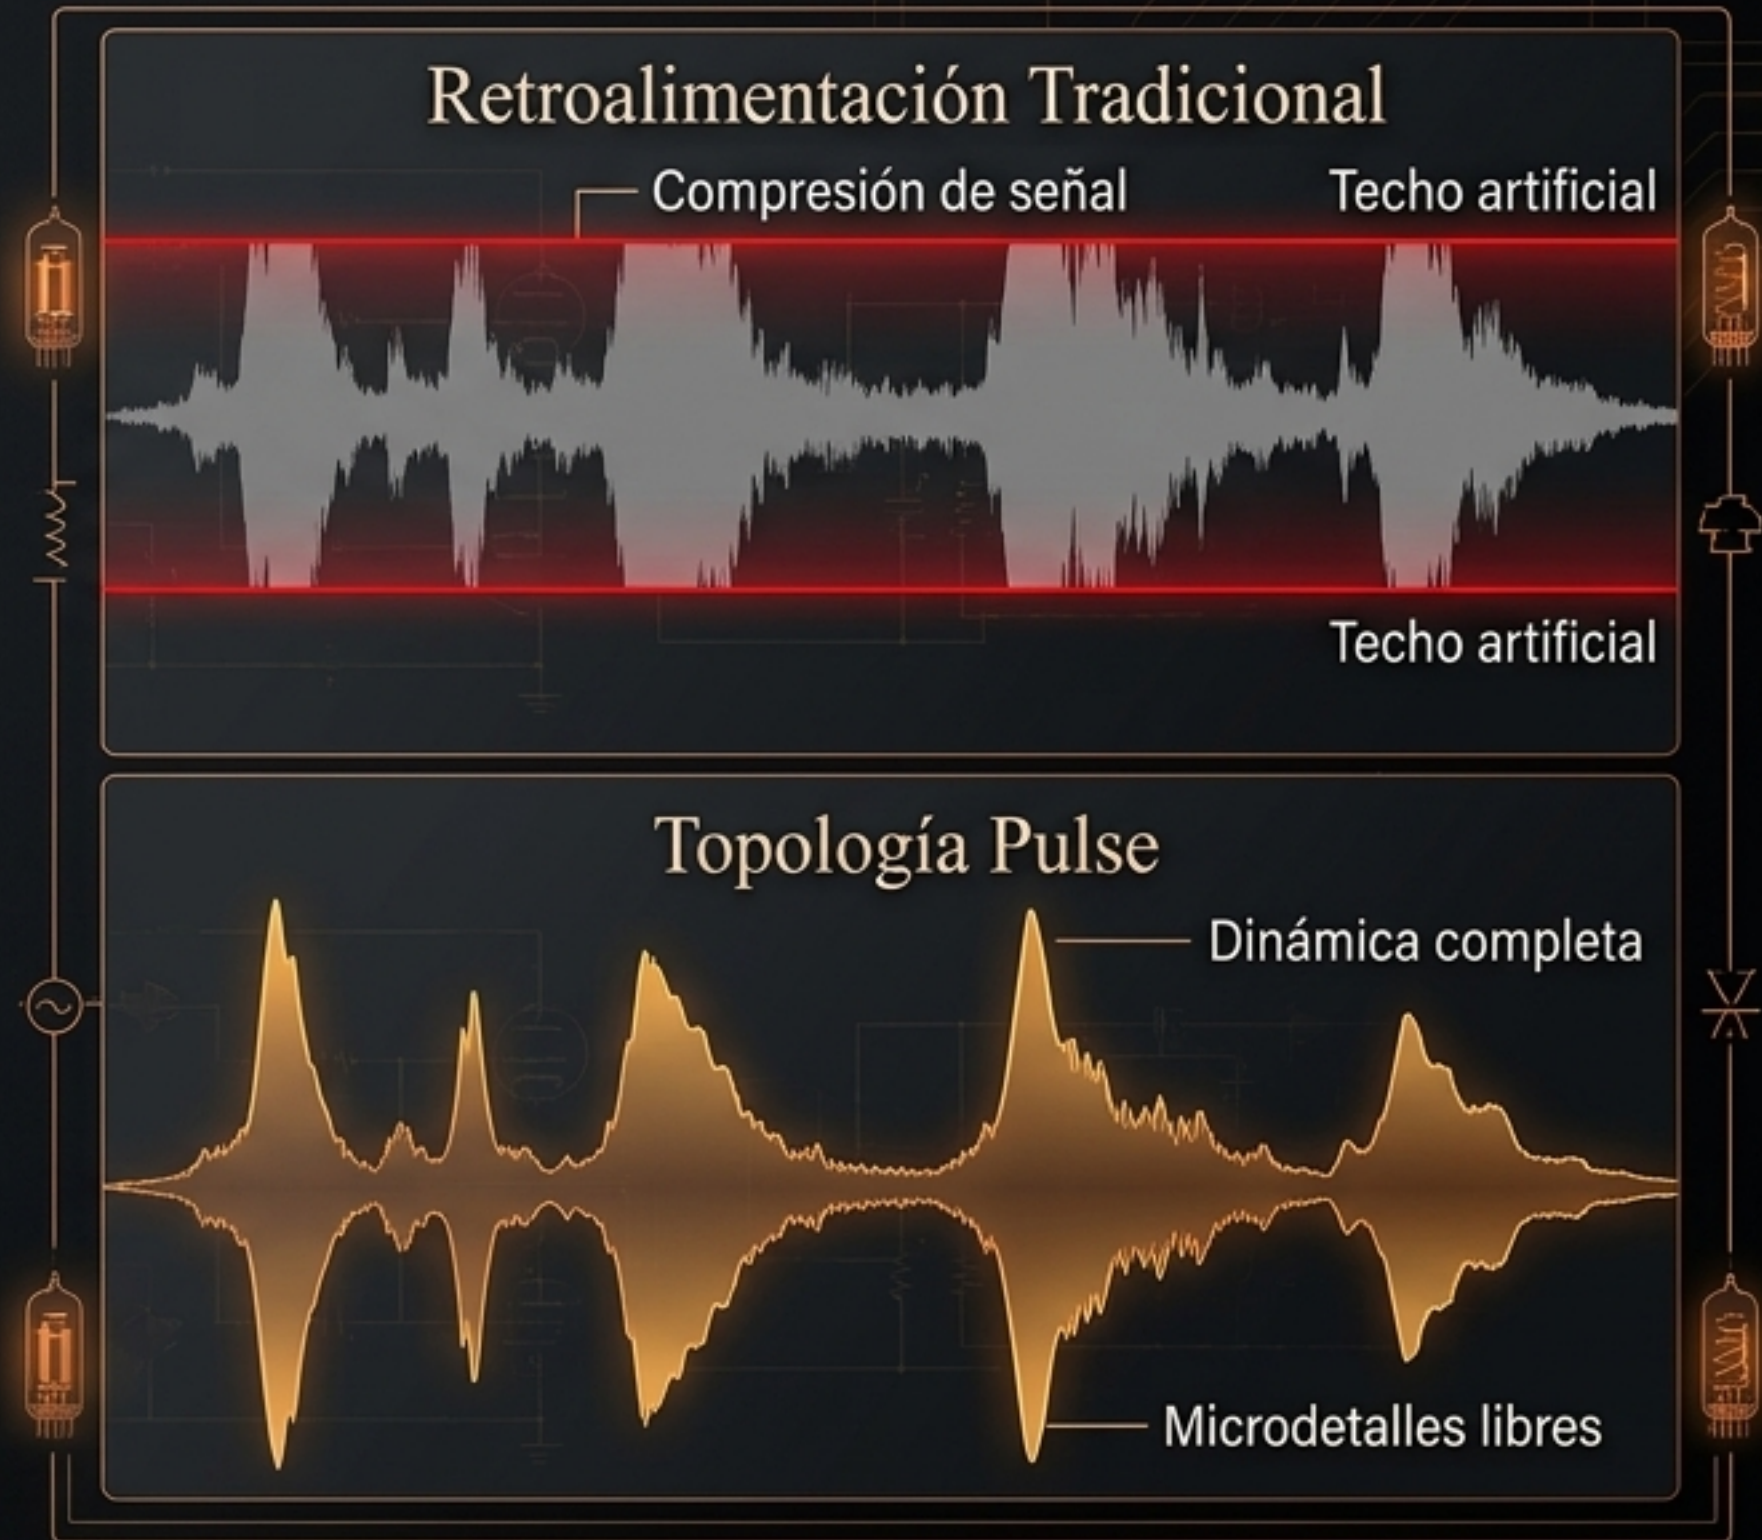 Retroalimentación Tradicional
Compresión de señal
Techo artificial
Techo artificial
Topología Pulse
Dinámica completa
Microdetalles libres